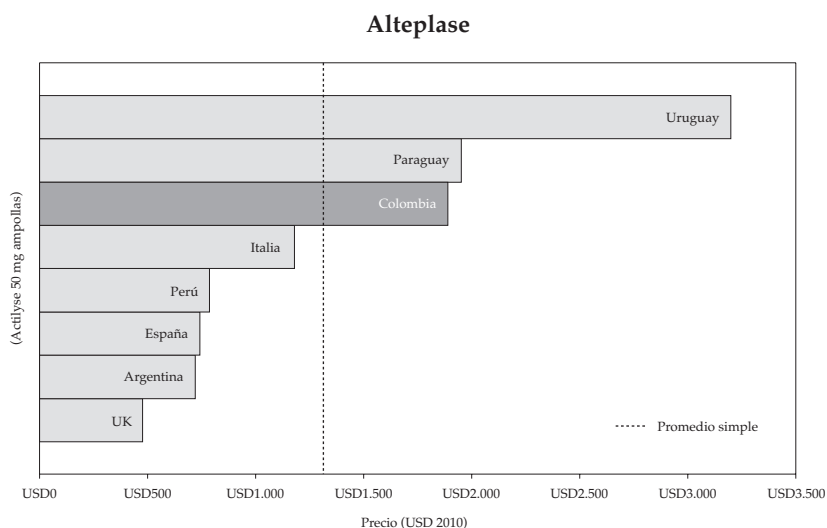 Alteplase
(Actilyse 50 mg ampollas)
Uruguay
Paraguay
Colombia
Italia
Perú
España
Argentina
UK
Promedio simple
USD0 USD500 USD1.000 USD1.500 USD2.000 USD2.500 USD3.000 USD3.500
Precio (USD 2010)